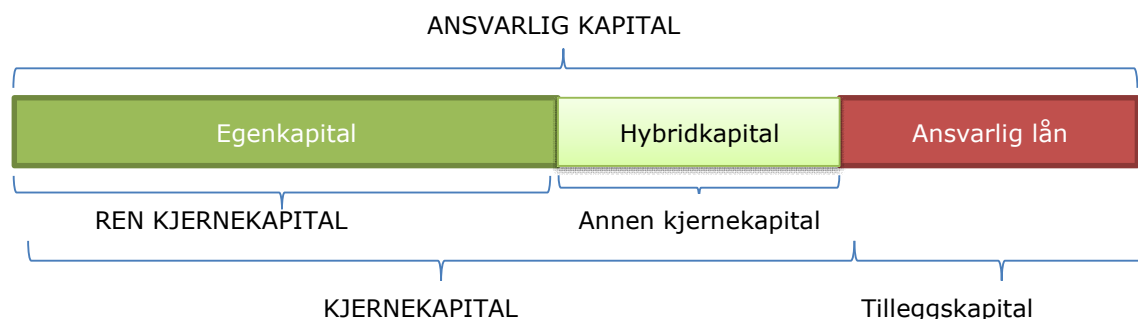 ANSVARLIG KAPITAL
Egenkapital Hybridkapital Ansvarlig lån
REN KJERNEKAPITAL Annen kjernekapital
KJERNEKAPITAL Tilleggskapital